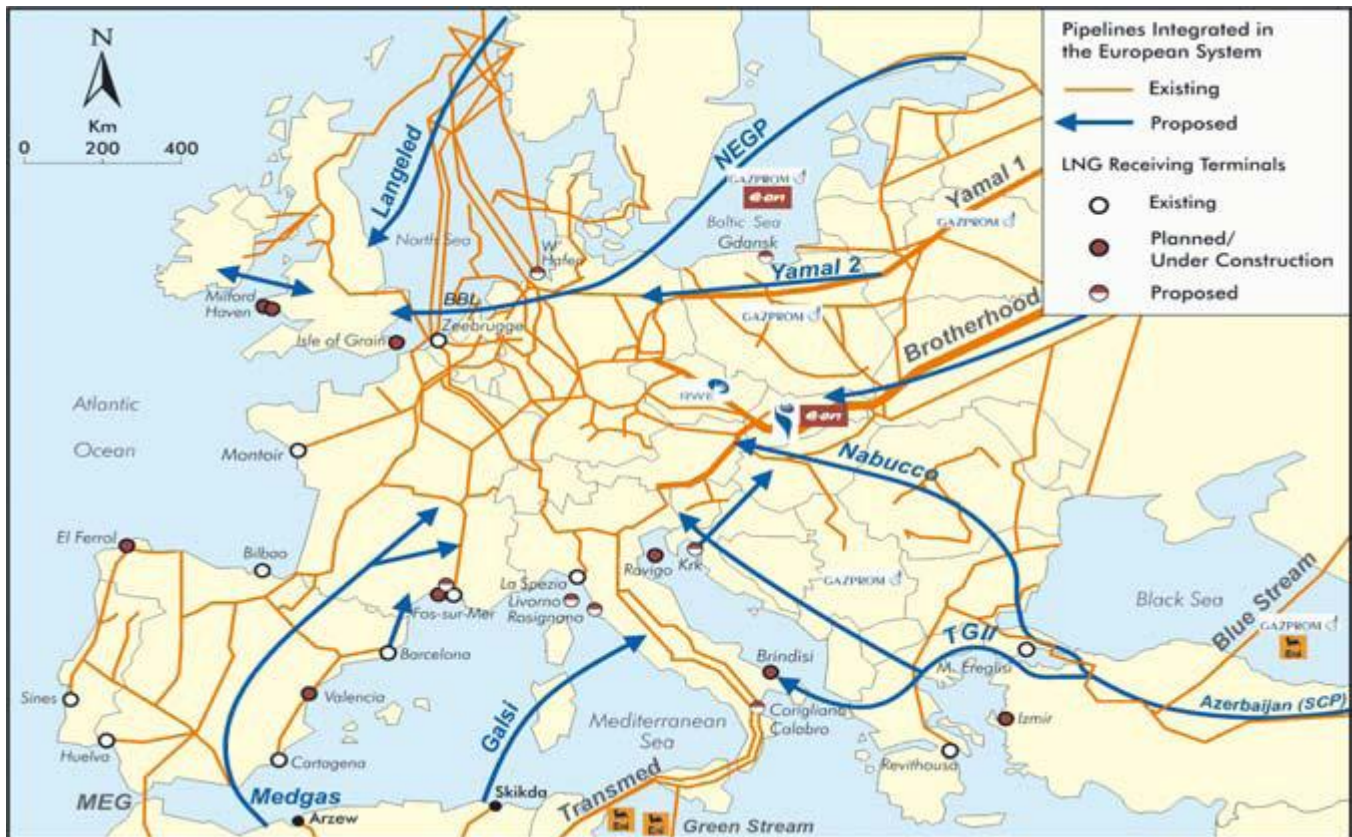 N
Km
0 200 400
Pipelines Integrated in
the European System
Existing
Proposed
LNG Receiving Terminals
Existing
Planned/
Under Construction
Proposed
Langeled
NEGP
GAZPROM
e·on
Yamal 1
GAZPROM
North Sea
Baltic Sea
Gdansk
W'
Hafen
Yamal 2
Milford
Haven
BBL
Zeebrugge
Isle of Grain
GAZPROM
Brotherhood
Atlantic
Ocean
RWE
e·on
Montoir
Nabucco
El Ferrol
Bilbao
La Spezia
Livorno
Rosignano
Rovigo
Krk
GAZPROM
Black Sea
Blue Stream
GAZPROM
Eni
Fos-sur-Mer
Barcelona
TGII
M. Ereglisi
Brindisi
Sines
Valencia
Galsi
Mediterranean
Sea
Corigliano
Calabro
Izmir
Azerbaijan (SCP)
Huelva
Cartagena
Revithousa
MEG
Medgas
Arzew
Skikda
Transmed
Eni
Eni
Green Stream